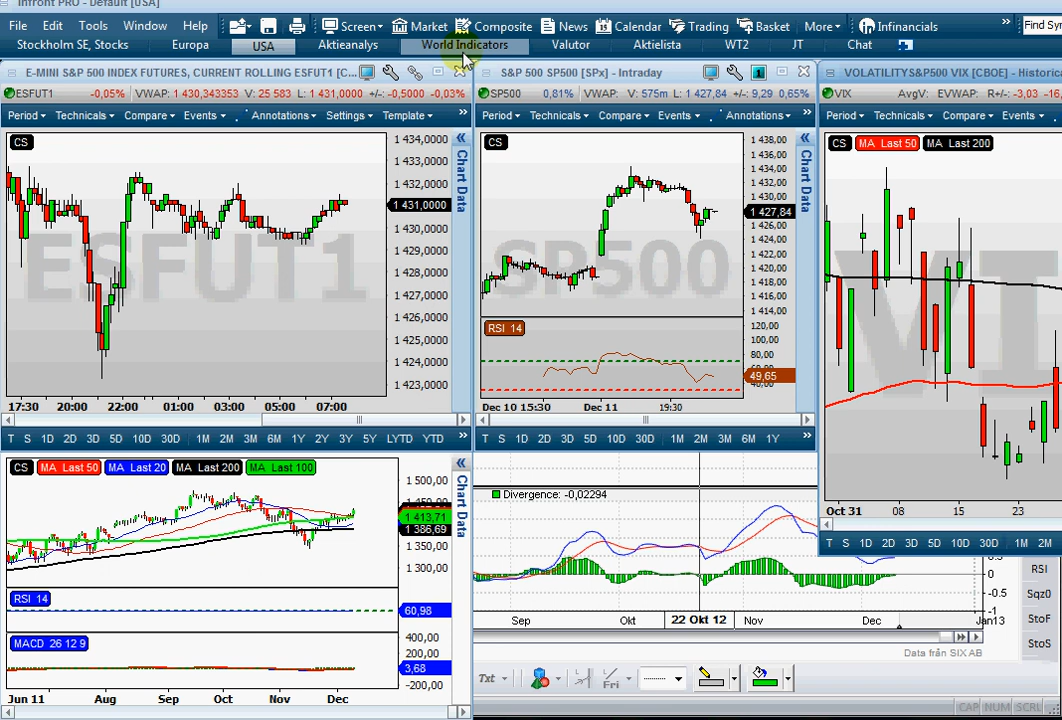 Infront PRO - Default [USA]
File Edit Tools Window Help Screen Market Composite News Calendar Trading Basket More Infinancials » Find Syn
Stockholm SE, Stocks Europa USA Aktieanalys World Indicators Valutor Aktielista WT2 JT Chat
E-MINI S&P 500 INDEX FUTURES, CURRENT ROLLING ESFUT1 [C...
ESFUT1 -0,05% VWAP: 1 430,343353 V: 25 583 L: 1 431,0000 +/-: -0,5000 -0,03%
Period Technicals Compare Events Annotations Settings Template »
CS
ESFUT1
1 434,0000
1 433,0000
1 432,0000
1 431,0000
1 430,0000
1 429,0000
1 428,0000
1 427,0000
1 426,0000
1 425,0000
1 424,0000
1 423,0000
17:30 20:00 22:00 01:00 03:00 05:00 07:00
Chart Data
T S 1D 2D 3D 5D 10D 30D 1M 2M 3M 6M 1Y 2Y 3Y 5Y LYTD YTD »
S&P 500 SP500 [SPx] - Intraday
SP500 0,81% VWAP: V: 575m L: 1 427,84 +/-: 9,29 0,65%
Period Technicals Compare Events Annotations »
CS
SP500
1 438,00
1 436,00
1 434,00
1 432,00
1 430,00
1 427,84
1 426,00
1 424,00
1 422,00
1 420,00
1 418,00
1 416,00
1 414,00
RSI 14
120,00
100,00
80,00
49,65
Dec 10 15:30 Dec 11 19:30
Chart Data
T S 1D 2D 3D 5D 10D 30D 1M 2M 3M 6M 1Y »
VOLATILITYS&P500 VIX [CBOE] - Historica
VIX AvgV: EVWAP: R+/-: -3,03 -16,
Period Technicals Compare Events
CS MA Last 50 MA Last 200
VI
Oct 31 08 15 23
T S 1D 2D 3D 5D 10D 30D 1M 2M
CS MA Last 50 MA Last 20 MA Last 200 MA Last 100
1 500,00
1 413,71
1 386,69
1 350,00
1 300,00
RSI 14
60,98
MACD 26 12 9
400,00
200,00
3,68
-200,00
Jun 11 Aug Sep Oct Nov Dec
Chart Data
Divergence: -0,02294
0
-0.5
-1
Sep Okt 22 Okt 12 Nov Dec Jan13
Data från SIX AB
RSI
Sqz0
StoF
StoS
Txt Fri
CAP NUM SCRL